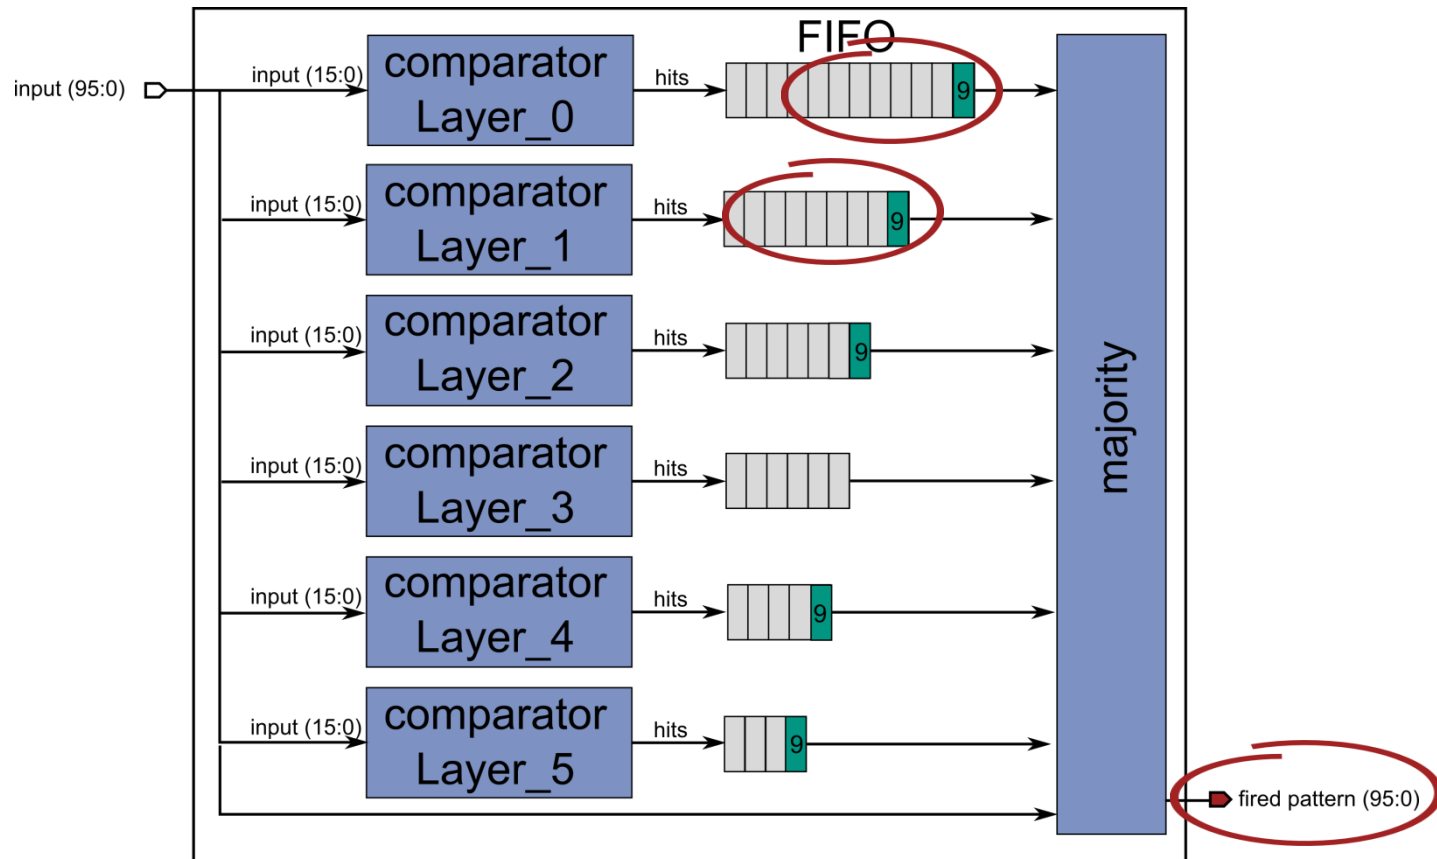 FIFO
input (95:0)
input (15:0)
comparator
Layer_0
hits
9
input (15:0)
comparator
Layer_1
hits
9
input (15:0)
comparator
Layer_2
hits
9
input (15:0)
comparator
Layer_3
hits
input (15:0)
comparator
Layer_4
hits
9
input (15:0)
comparator
Layer_5
hits
9
majority
fired pattern (95:0)